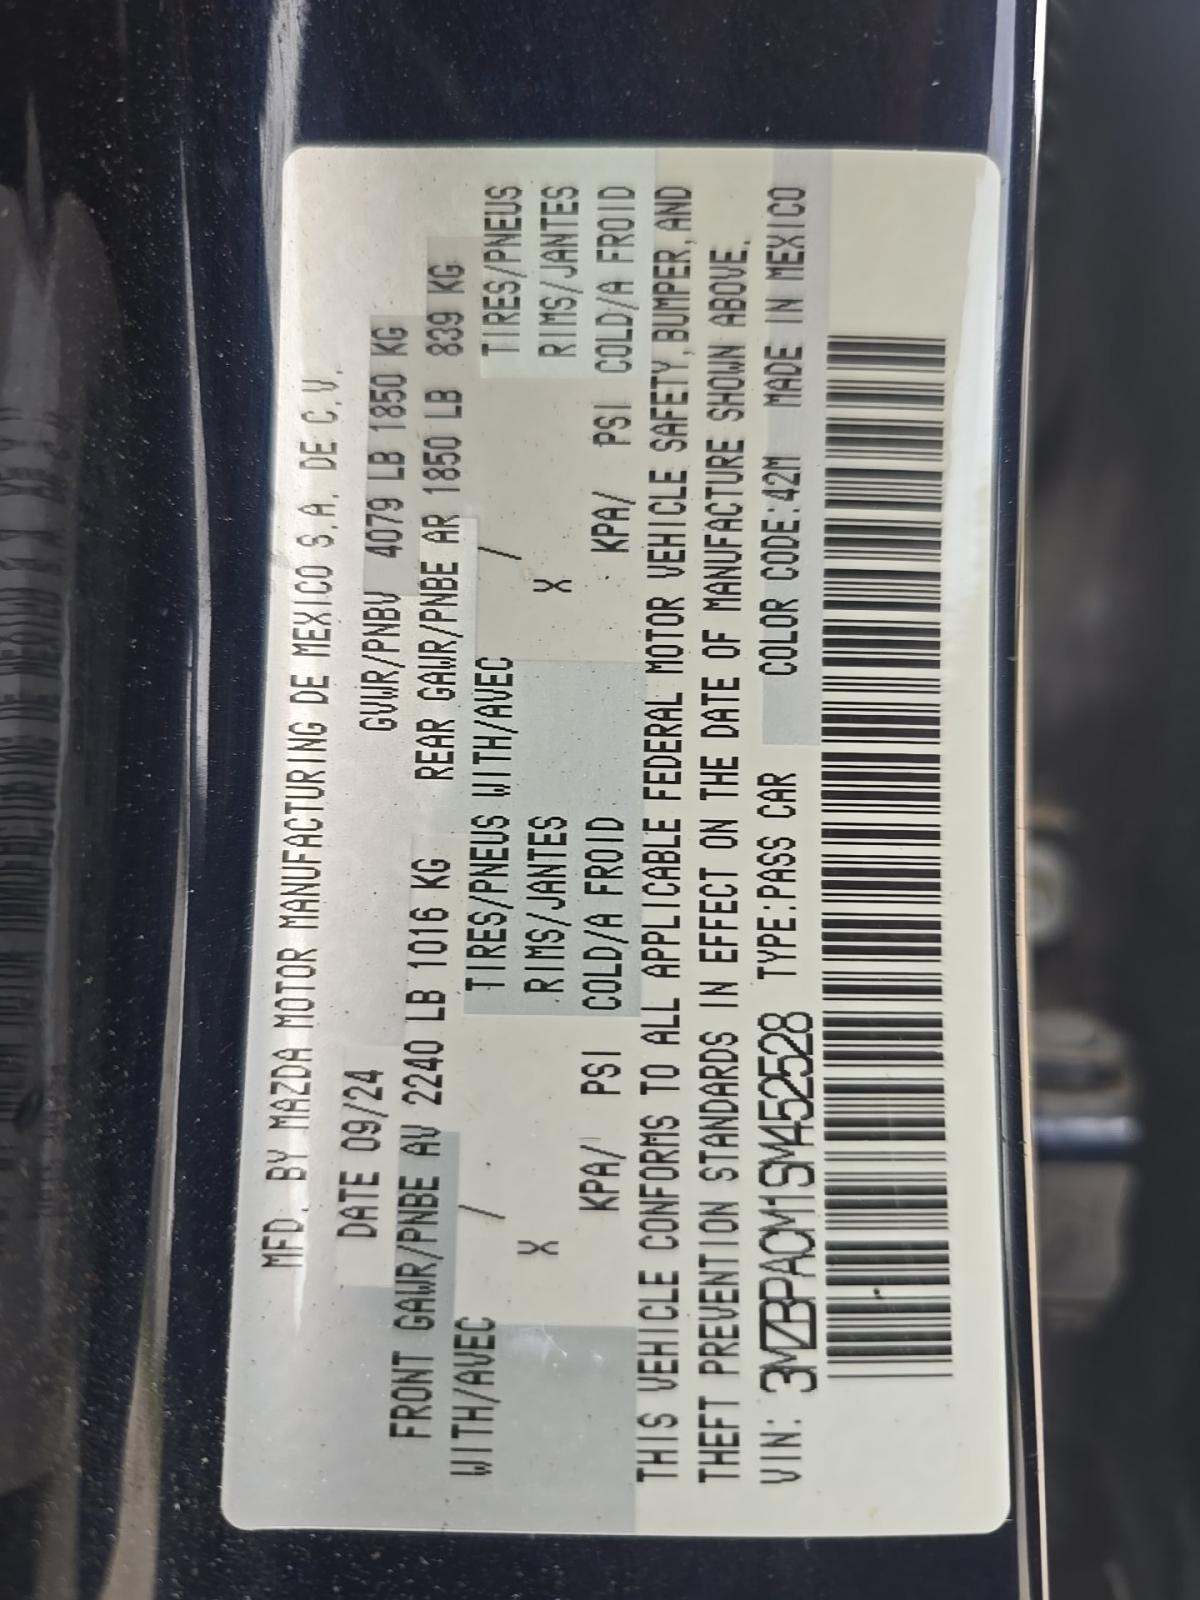 MFD. BY MAZDA MOTOR MANUFACTURING DE MEXICO S.A. DE C.V.
DATE 09/24 GVWR/PNBV 4079 LB 1850 KG
FRONT GAWR/PNBE AV 2240 LB 1016 KG REAR GAWR/PNBE AR 1850 LB 839 KG
WITH/AVEC / TIRES/PNEUS WITH/AVEC / TIRES/PNEUS
X RIMS/JANTES X RIMS/JANTES
KPA/ PSI COLD/A FROID KPA/ PSI COLD/A FROID
THIS VEHICLE CONFORMS TO ALL APPLICABLE FEDERAL MOTOR VEHICLE SAFETY,BUMPER,AND
THEFT PREVENTION STANDARDS IN EFFECT ON THE DATE OF MANUFACTURE SHOWN ABOVE.
VIN: 3MZBPAOM1SM452528 TYPE:PASS CAR COLOR CODE:42M MADE IN MEXICO